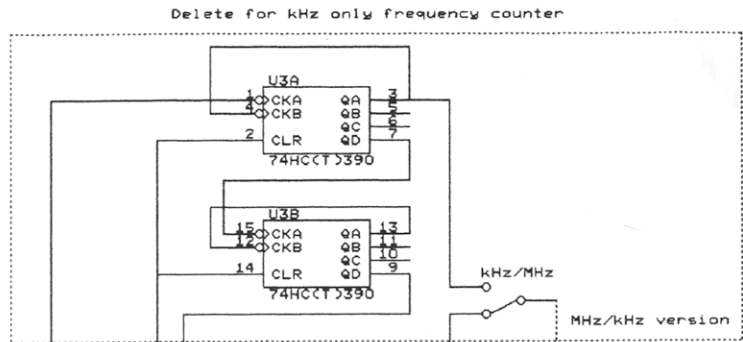 Delete for kHz only frequency counter
U3A
1 CKA QA 3
4 CKB QB 5
QC 6
2 CLR QD 7
74HC(T)390
U3B
15 CKA QA 13
12 CKB QB 11
QC 10
14 CLR QD 9
74HC(T)390
kHz/MHz
MHz/kHz version